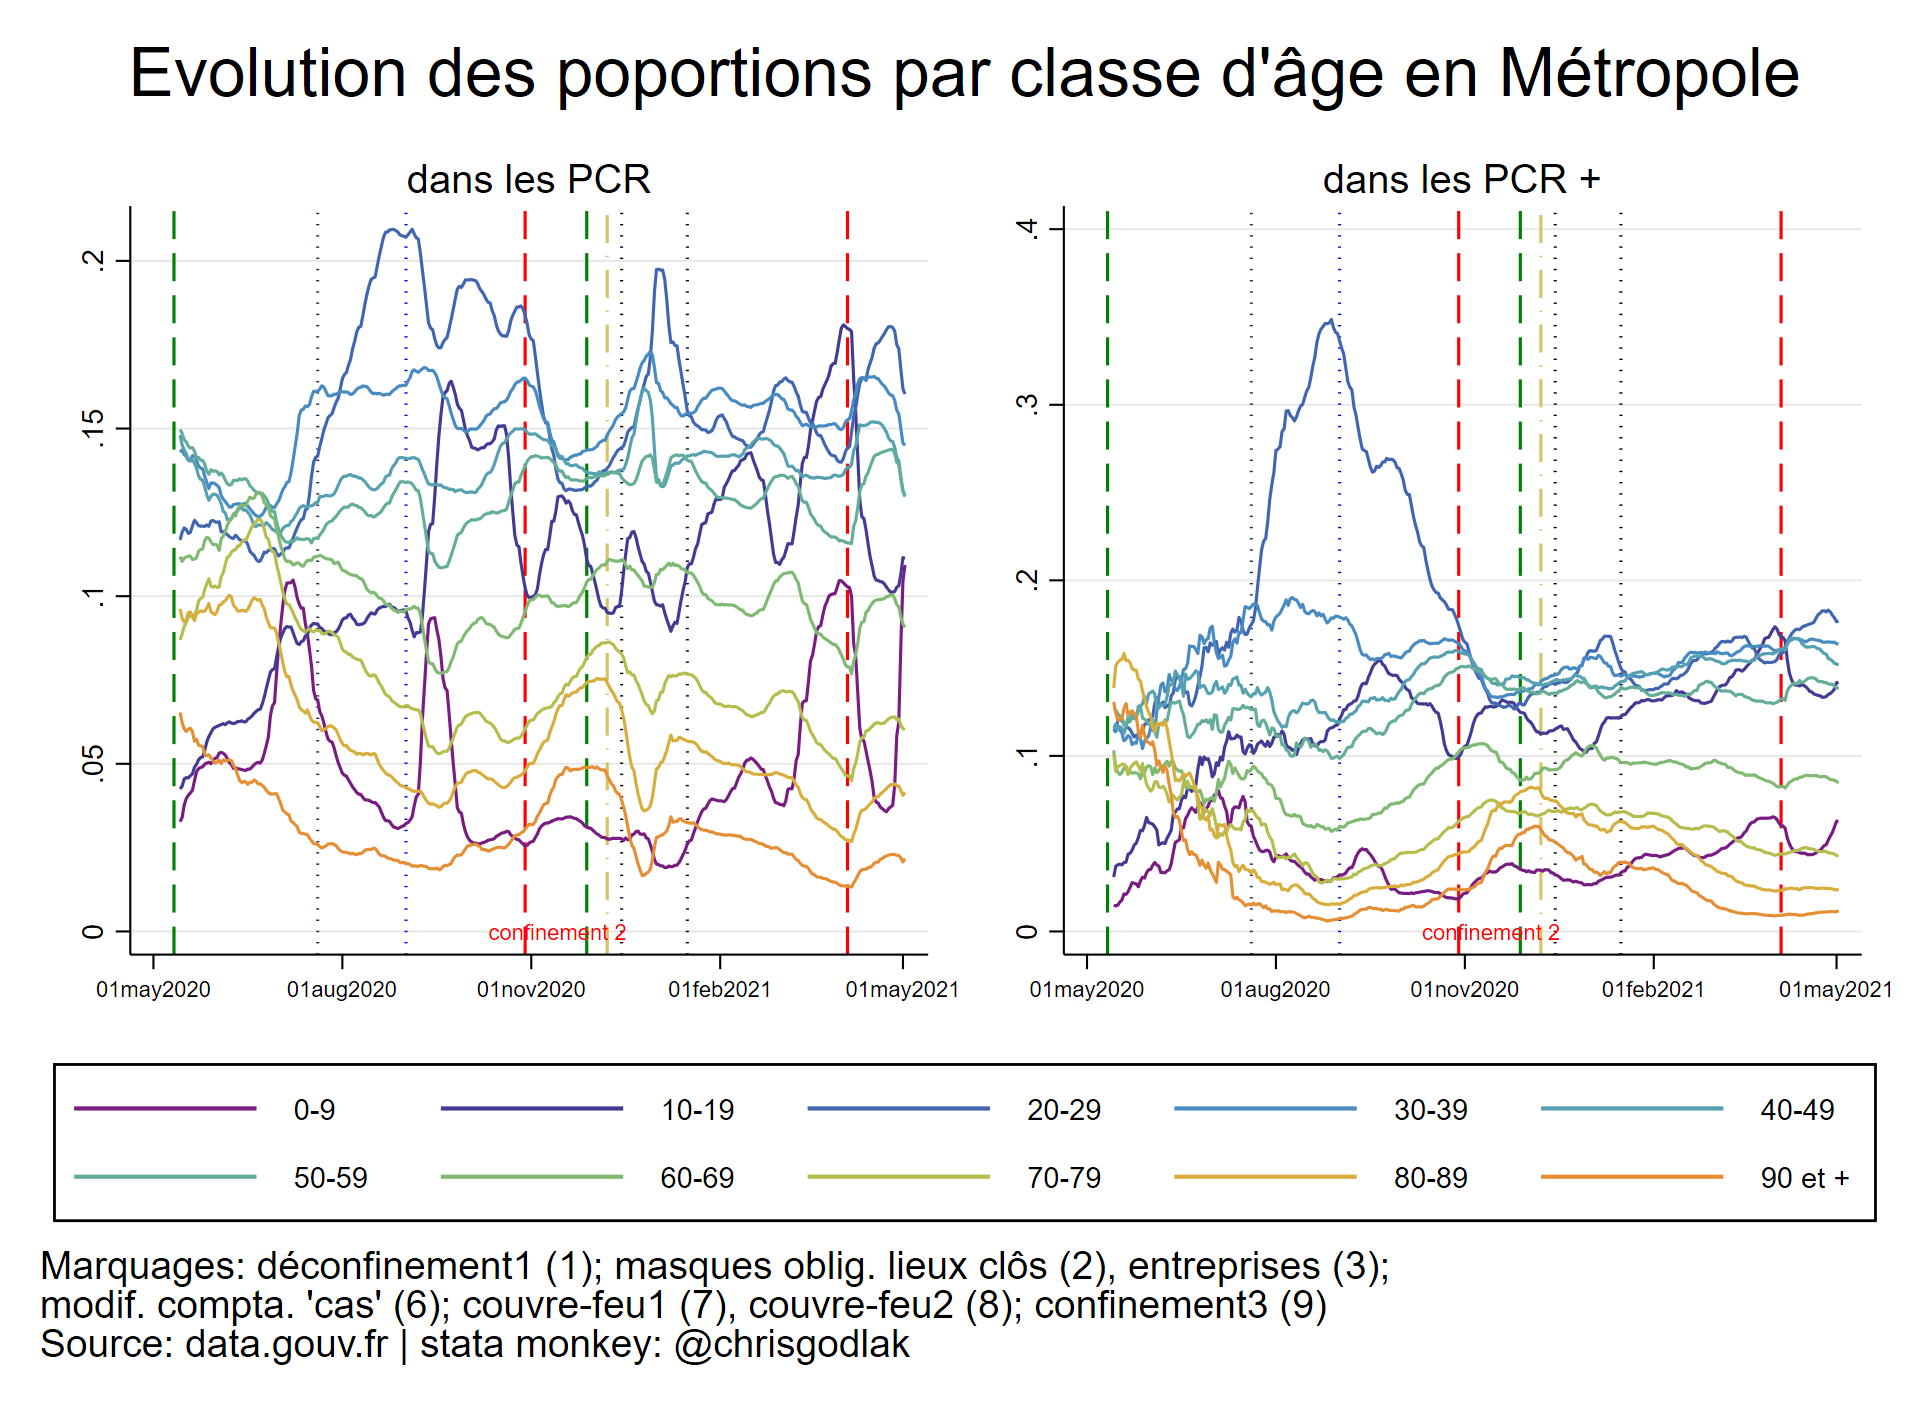 Evolution des poportions par classe d'âge en Métropole
dans les PCR
.2
.15
.1
.05
0
confinement 2
01may2020 01aug2020 01nov2020 01feb2021 01may2021
dans les PCR +
.4
.3
.2
.1
0
confinement 2
01may2020 01aug2020 01nov2020 01feb2021 01may2021
0-9 10-19 20-29 30-39 40-49
50-59 60-69 70-79 80-89 90 et +
Marquages: déconfinement1 (1); masques oblig. lieux clôs (2), entreprises (3);
modif. compta. 'cas' (6); couvre-feu1 (7), couvre-feu2 (8); confinement3 (9)
Source: data.gouv.fr | stata monkey: @chrisgodlak